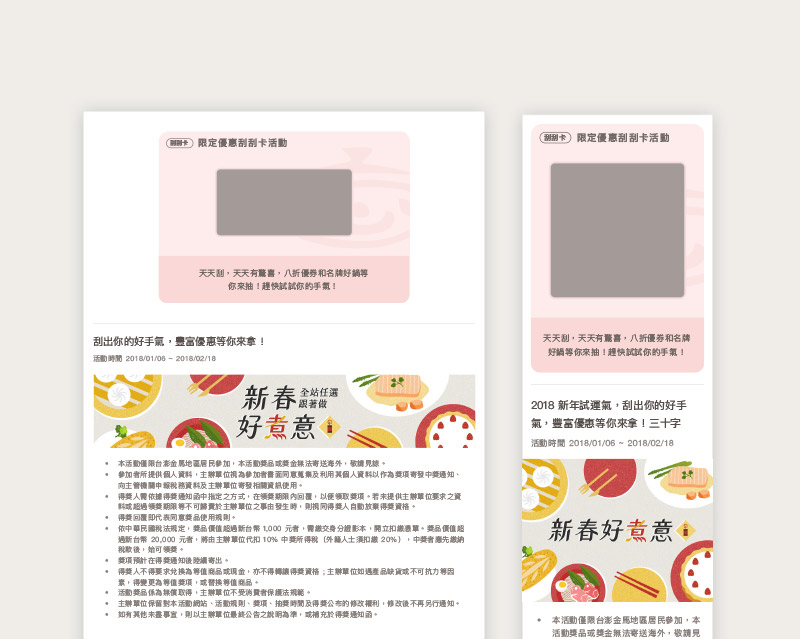 刮刮卡 限定優惠刮刮卡活動
天天刮，天天有驚喜，八折優券和名牌好鍋等
你來抽！趕快試試你的手氣！
刮出你的好手氣，豐富優惠等你來拿！
活動時間 2018/01/06 ~ 2018/02/18
新春 全站任選
跟著做
好煮意
• 本活動僅限台澎金馬地區居民參加，本活動獎品或獎金無法寄送海外，敬請見諒。
• 參加者所提供個人資料，主辦單位視為參加者書面同意蒐集及利用其個人資料以作為獎項寄發中獎通知、
向主管機關申報稅務資料及主辦單位寄發相關資訊使用。
• 得獎人需依據得獎通知函中指定之方式，在領獎期限內回覆，以便領取獎項。若未提供主辦單位要求之資
料或超過領獎期限等不可歸責於主辦單位之事由發生時，則視同得獎人自動放棄得獎資格。
• 得獎回覆即代表同意獎品使用規則。
• 依中華民國稅法規定，獎品價值超過新台幣 1,000 元者，需繳交身分證影本，開立扣繳憑單。獎品價值超
過新台幣 20,000 元者，將由主辦單位代扣 10% 中獎所得稅（外籍人士須扣繳 20%），中獎者應先繳納
稅款後，始可領獎。
• 獎項預計在得獎通知後陸續寄出。
• 得獎人不得要求兌換為等值商品或現金，亦不得轉讓得獎資格；主辦單位如遇產品缺貨或不可抗力等因
素，得變更為等值獎項，或替換等值商品。
• 活動獎品係為無償取得，主辦單位不受消費者保護法規範。
• 主辦單位保留對本活動網站、活動規則、獎項、抽獎時間及得獎公布的修改權利，修改後不再另行通知。
• 如有其他未盡事宜，則以主辦單位最終公告之說明為準，或補充於得獎通知函。
刮刮卡 限定優惠刮刮卡活動
天天刮，天天有驚喜，八折優券和名牌
好鍋等你來抽！趕快試試你的手氣！
2018 新年試運氣，刮出你的好手
氣，豐富優惠等你來拿！三十字
活動時間 2018/01/06 ~ 2018/02/18
新春好煮意
• 本活動僅限台澎金馬地區居民參加，本
活動獎品或獎金無法寄送海外，敬請見